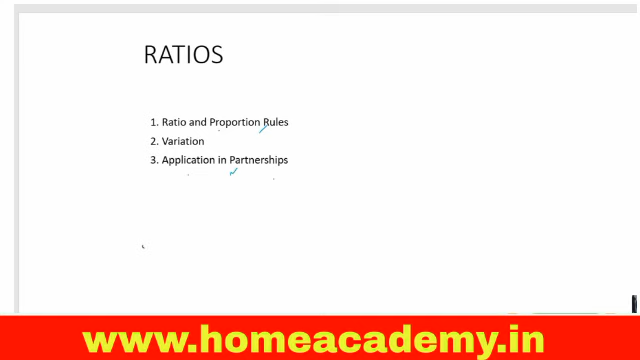 RATIOS
1. Ratio and Proportion Rules
2. Variation
3. Application in Partnerships
www.homeacademy.in